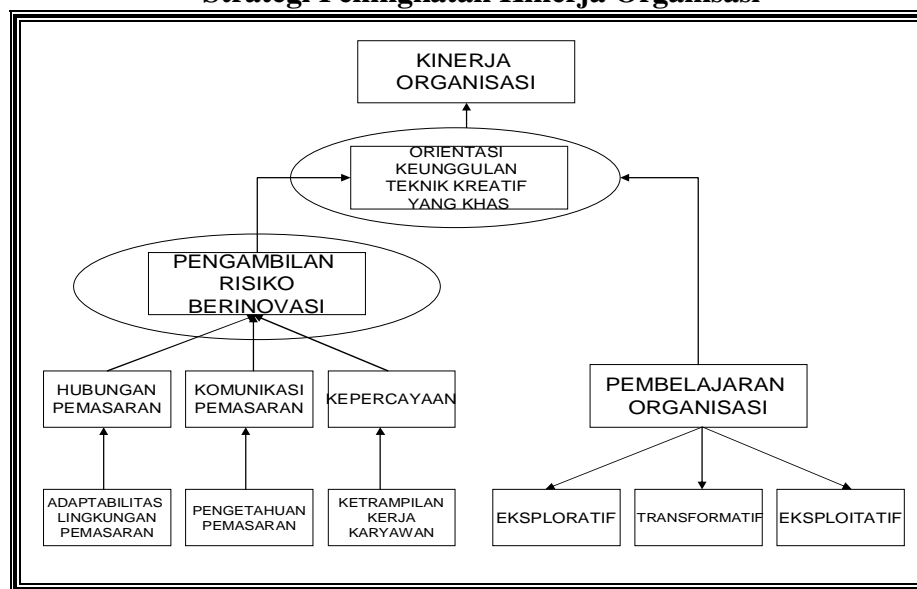 Strategi Peningkatan Kinerja Organisasi
KINERJA
ORGANISASI
ORIENTASI
KEUNGGULAN
TEKNIK KREATIF
YANG KHAS
PENGAMBILAN
RISIKO
BERINOVASI
HUBUNGAN
PEMASARAN
KOMUNIKASI
PEMASARAN
KEPERCAYAAN
PEMBELAJARAN
ORGANISASI
ADAPTABILITAS
LINGKUNGAN
PEMASARAN
PENGETAHUAN
PEMASARAN
KETRAMPILAN
KERJA
KARYAWAN
EKSPLORATIF
TRANSFORMATIF
EKSPLOITATIF